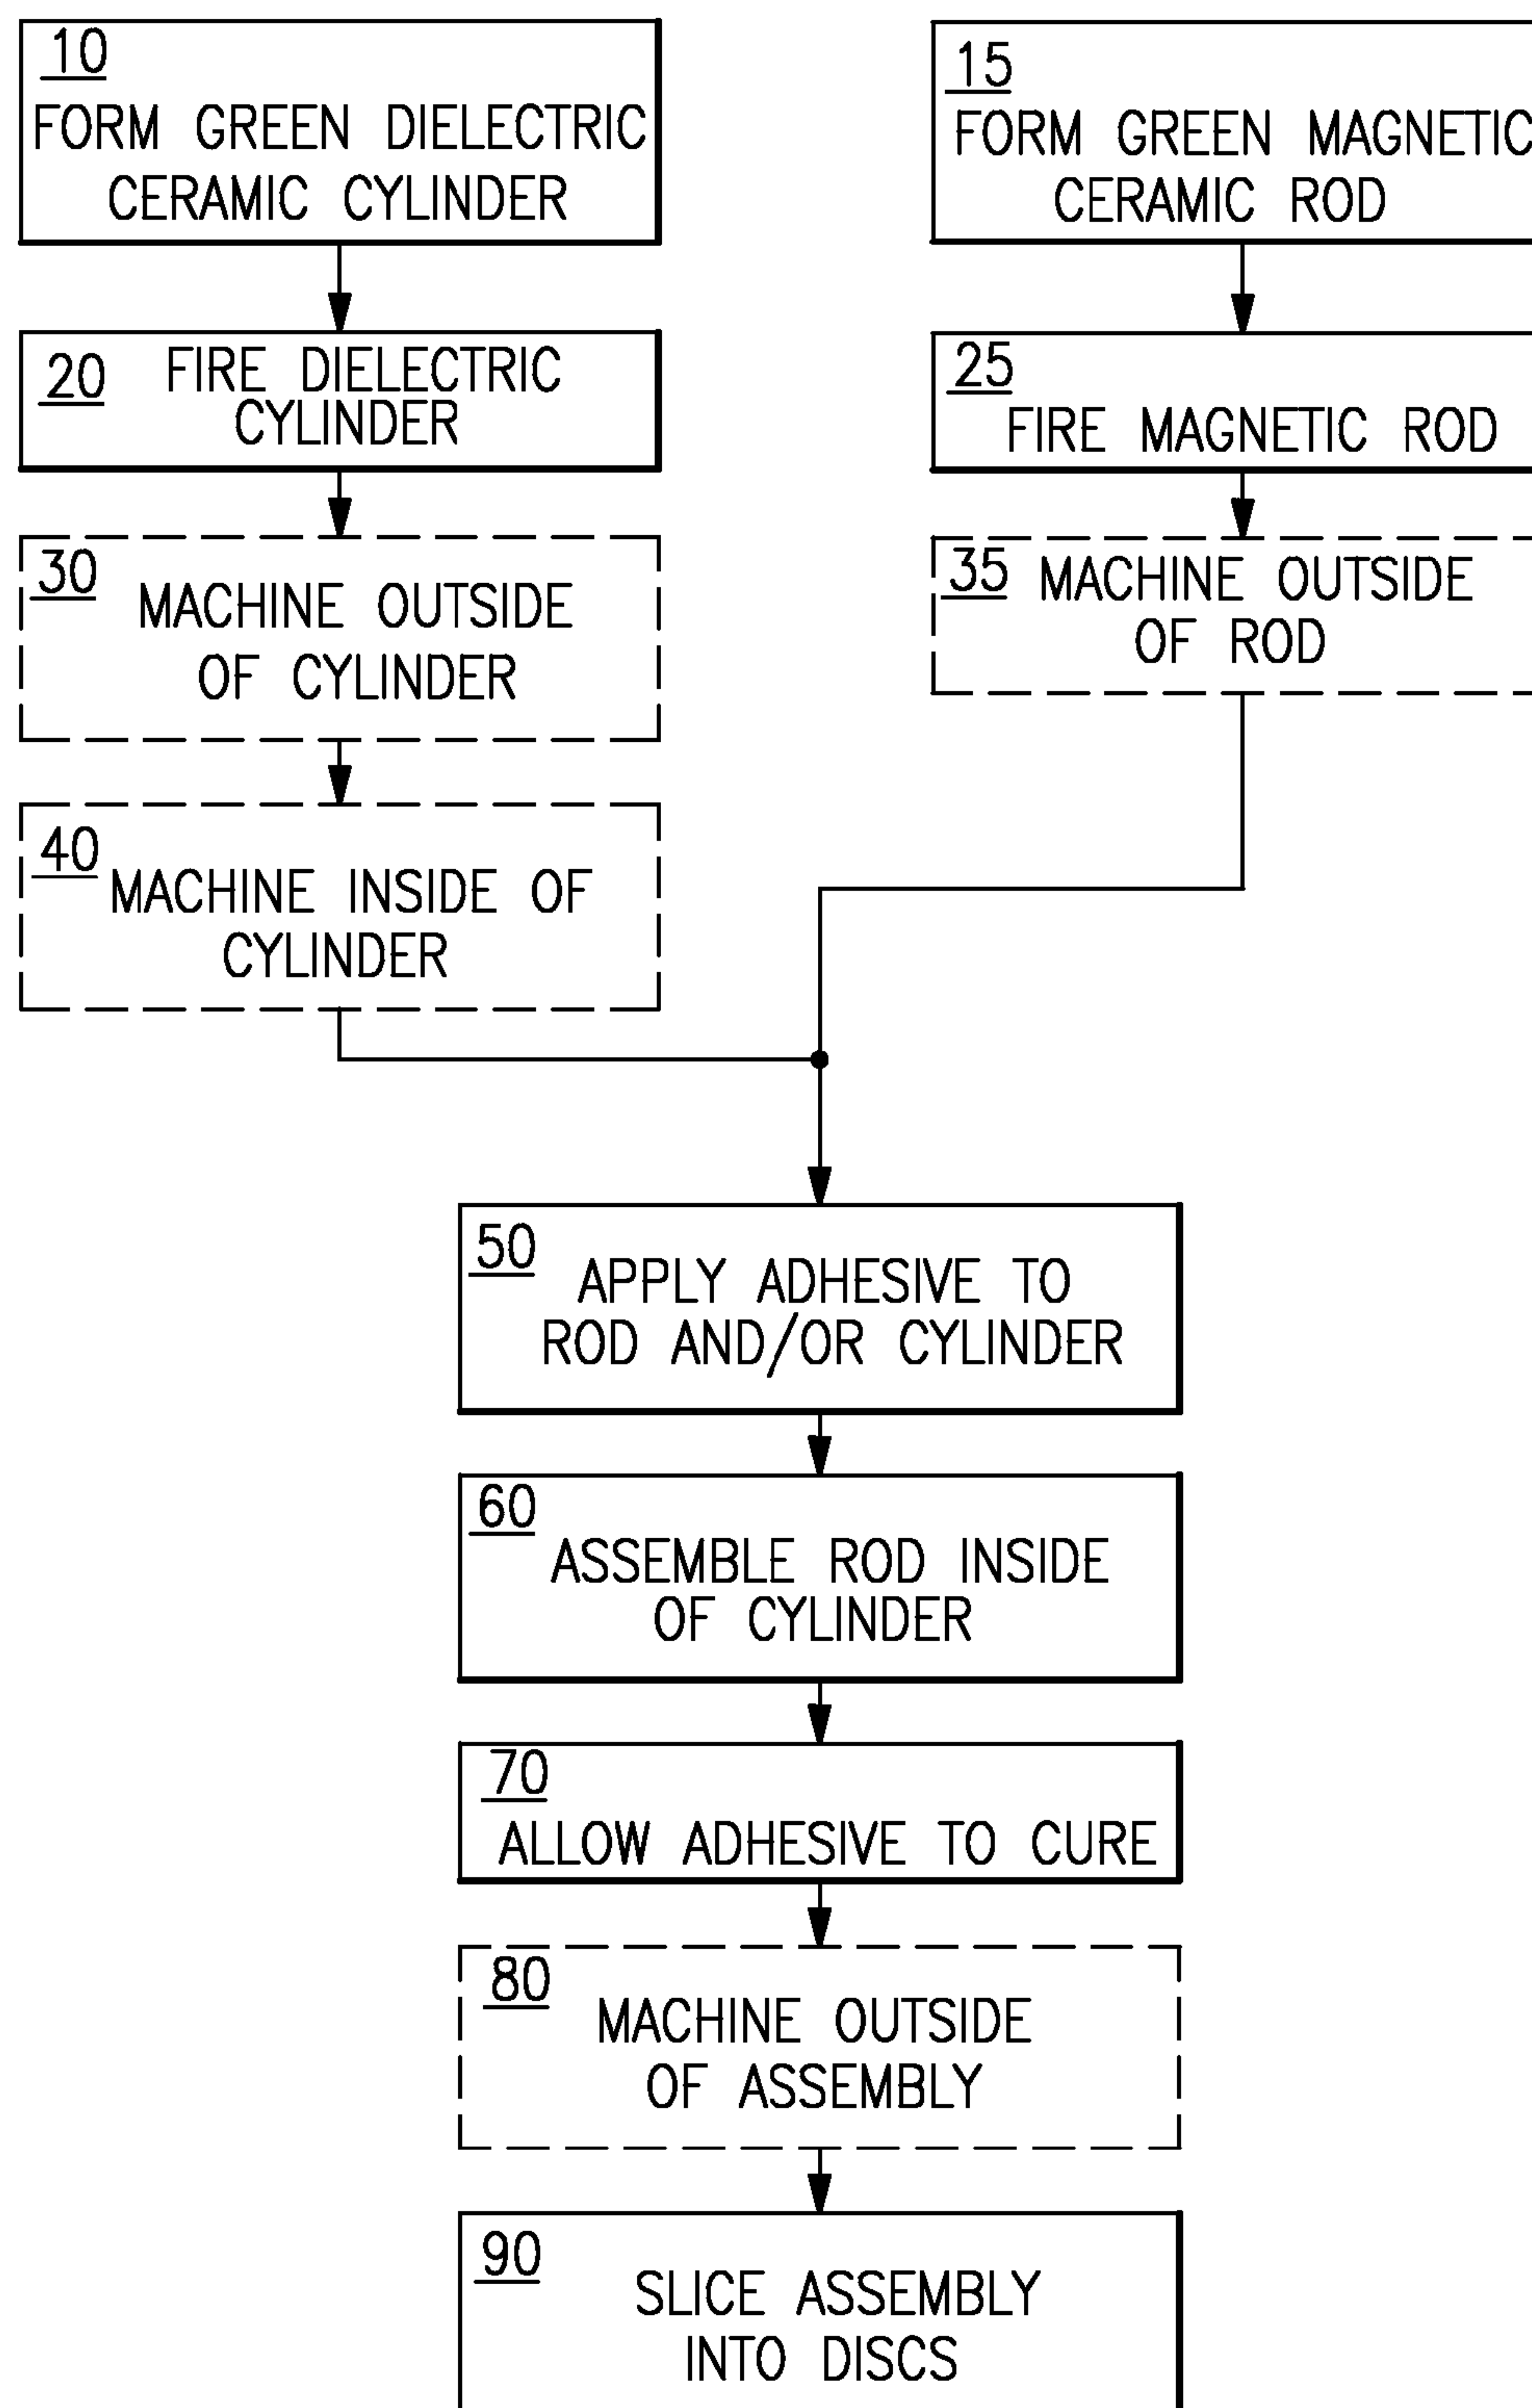 10
FORM GREEN DIELECTRIC
CERAMIC CYLINDER
15
FORM GREEN MAGNETIC
CERAMIC ROD
20
FIRE DIELECTRIC
CYLINDER
25
FIRE MAGNETIC ROD
30
MACHINE OUTSIDE
OF CYLINDER
35
MACHINE OUTSIDE
OF ROD
40
MACHINE INSIDE OF
CYLINDER
50
APPLY ADHESIVE TO
ROD AND/OR CYLINDER
60
ASSEMBLE ROD INSIDE
OF CYLINDER
70
ALLOW ADHESIVE TO CURE
80
MACHINE OUTSIDE
OF ASSEMBLY
90
SLICE ASSEMBLY
INTO DISCS